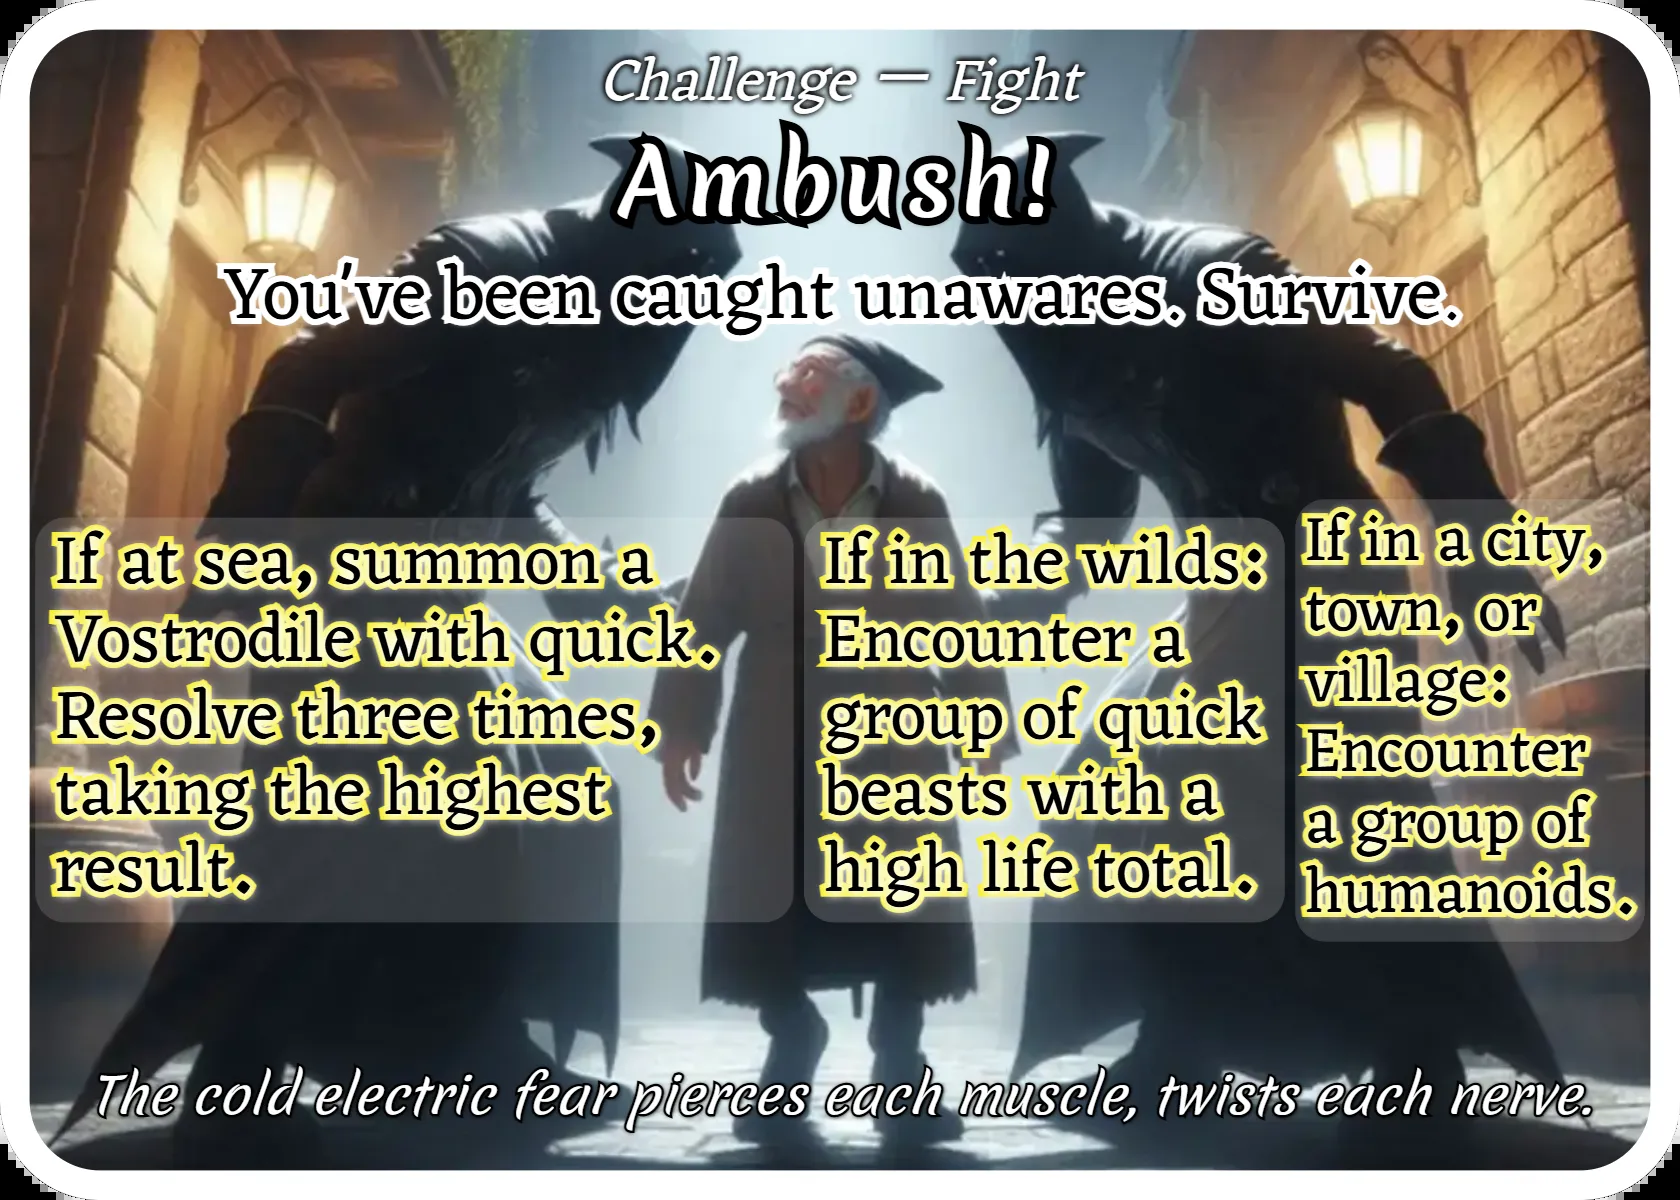 Challenge — Fight
Ambush!
You've been caught unawares. Survive.
If at sea, summon a
Vostrodile with quick.
Resolve three times,
taking the highest
result.
If in the wilds:
Encounter a
group of quick
beasts with a
high life total.
If in a city,
town, or
village:
Encounter
a group of
humanoids.
The cold electric fear pierces each muscle, twists each nerve.